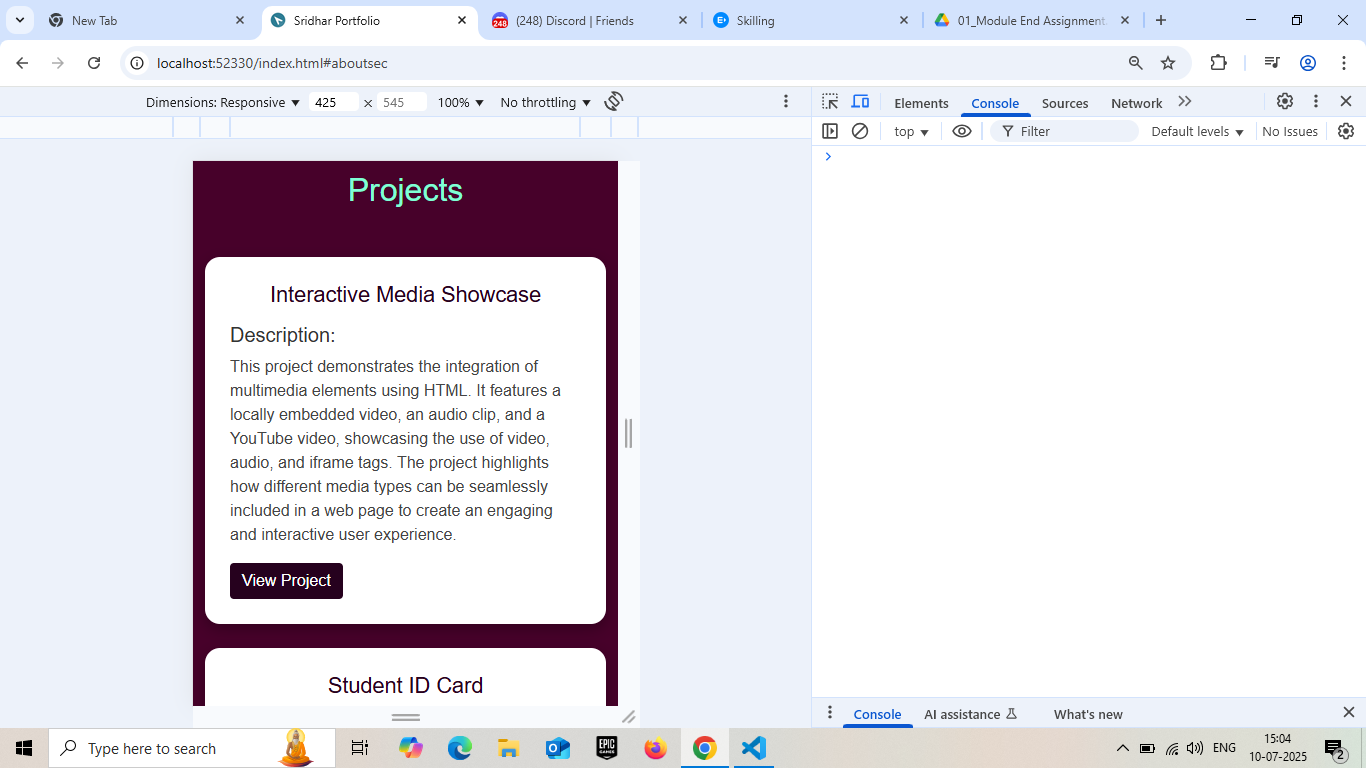 New Tab
Sridhar Portfolio
248
(248) Discord | Friends
Skilling
01_Module End Assignment
localhost:52330/index.html#aboutsec
Dimensions: Responsive 425 × 545 100% No throttling
Elements Console Sources Network
top Filter Default levels No Issues
Projects
Interactive Media Showcase
Description:
This project demonstrates the integration of
multimedia elements using HTML. It features a
locally embedded video, an audio clip, and a
YouTube video, showcasing the use of video,
audio, and iframe tags. The project highlights
how different media types can be seamlessly
included in a web page to create an engaging
and interactive user experience.
View Project
Student ID Card
Console AI assistance What's new
Type here to search
EPIC
GAMES
ENG
15:04
10-07-2025
2